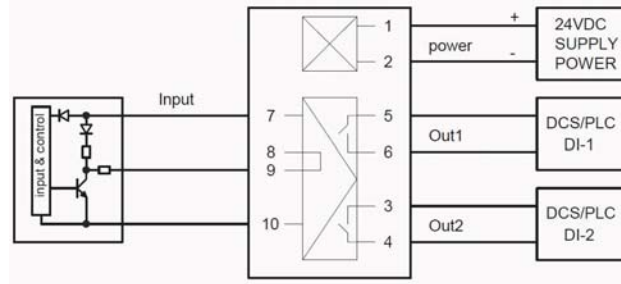 1
+
24VDC
SUPPLY
POWER
power
2
-
Input
input & control
7
8
9
10
5
Out1
6
DCS/PLC
DI-1
3
Out2
4
DCS/PLC
DI-2